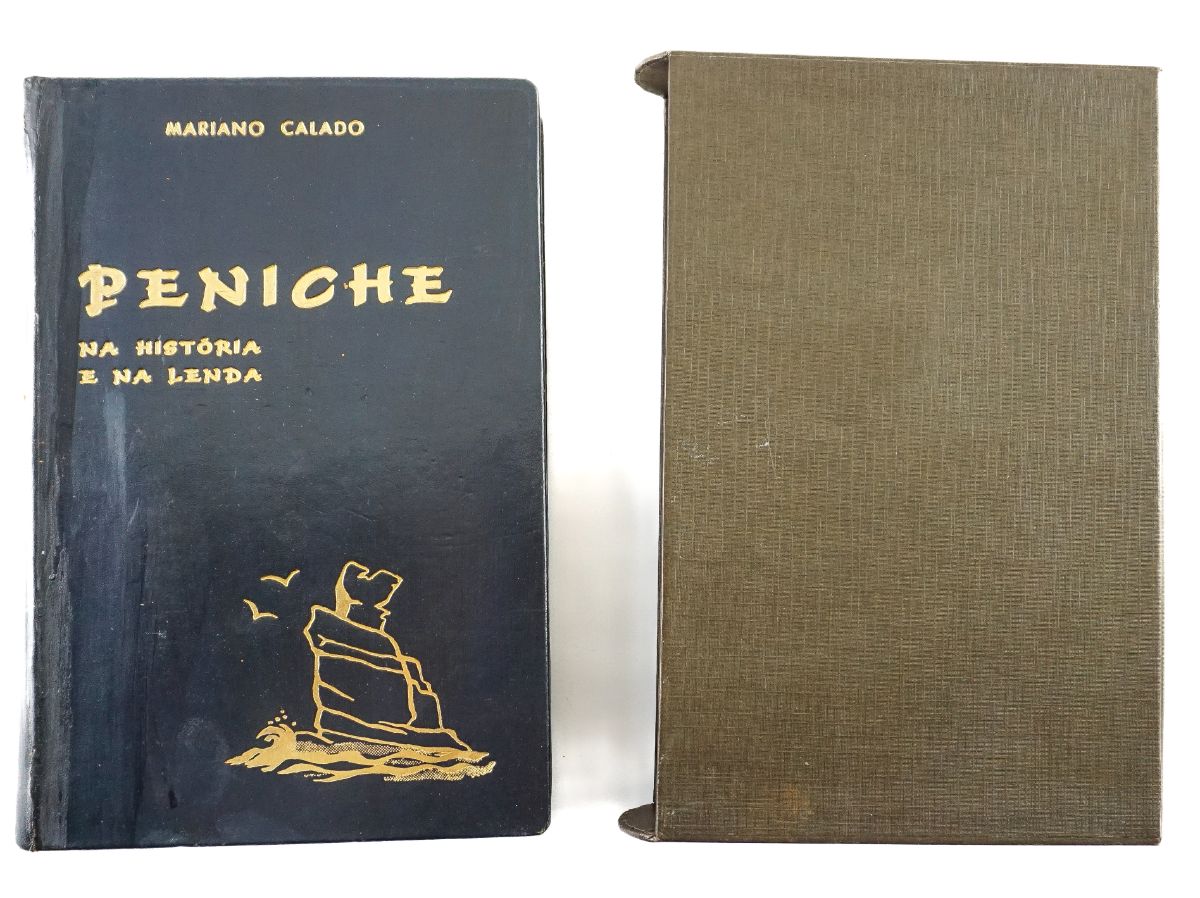 MARIANO CALADO
PENICHE
NA HISTÓRIA
E NA LENDA